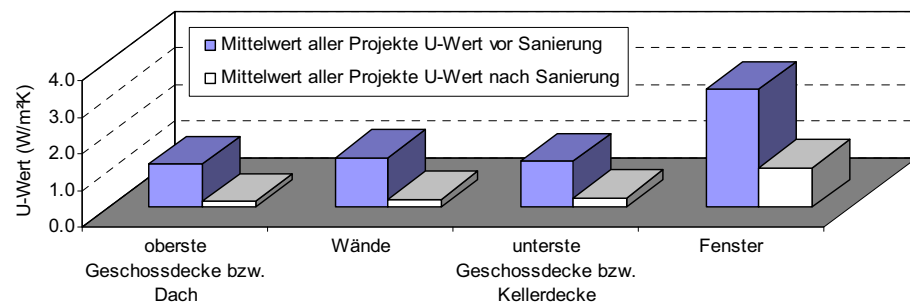 Mittelwert aller Projekte U-Wert vor Sanierung
Mittelwert aller Projekte U-Wert nach Sanierung
U-Wert (W/m²K)
4.0
3.0
2.0
1.0
0.0
oberste
Geschossdecke bzw.
Dach
Wände
unterste
Geschossdecke bzw.
Kellerdecke
Fenster